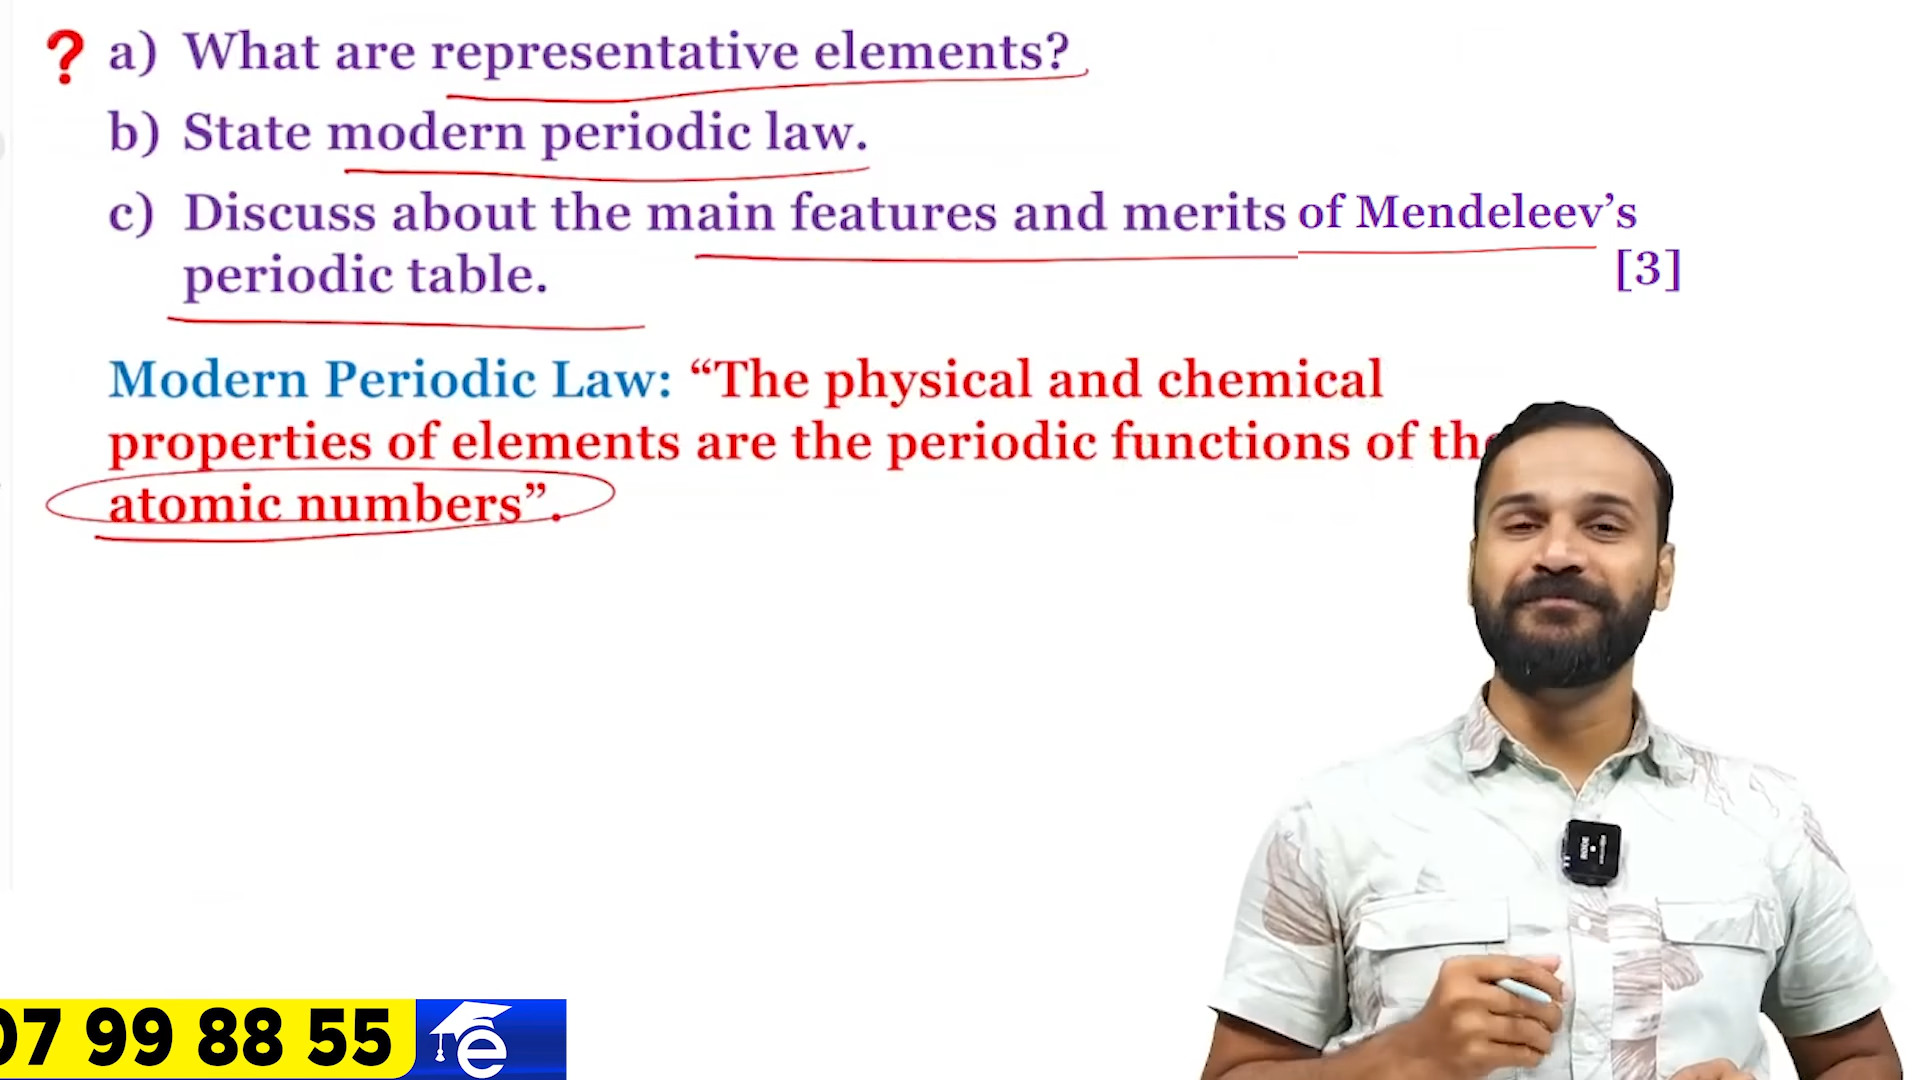 ❓ a) What are representative elements?
b) State modern periodic law.
c) Discuss about the main features and merits of Mendeleev’s
periodic table. [3]
Modern Periodic Law: “The physical and chemical
properties of elements are the periodic functions of
atomic numbers”.
99 88 55
e
RODE